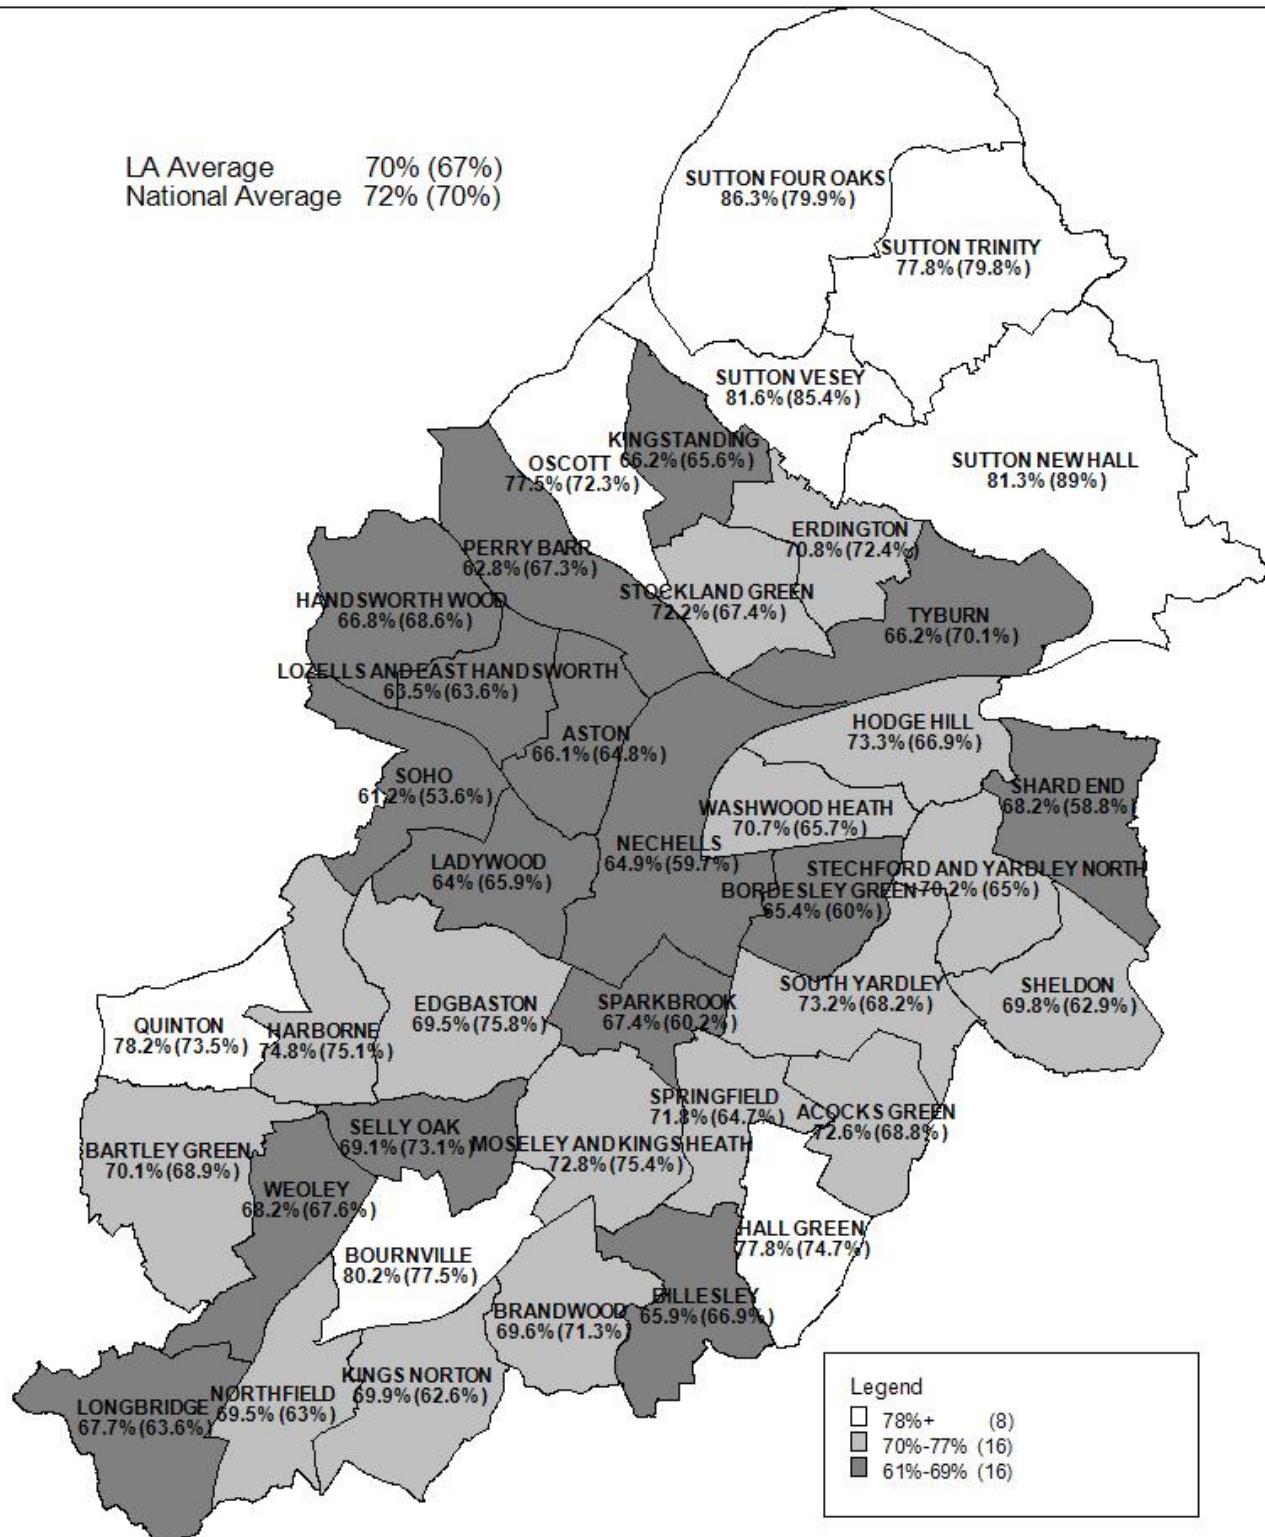 LA Average 70% (67%)
National Average 72% (70%)
SUTTON FOUR OAKS
86.3% (79.9%)
SUTTON TRINITY
77.8% (79.8%)
SUTTON VESEY
81.6% (85.4%)
KINGSTANDING
66.2% (65.6%)
OSCOTT
77.5% (72.3%)
SUTTON NEW HALL
81.3% (89%)
ERDINGTON
70.8% (72.4%)
PERRY BARR
62.8% (67.3%)
STOCKLAND GREEN
72.2% (67.4%)
HANDSWORTH WOOD
66.8% (68.6%)
TYBURN
66.2% (70.1%)
LOZELLS AND EAST HANDSWORTH
63.5% (63.6%)
HODGE HILL
73.3% (66.9%)
ASTON
66.1% (64.8%)
SOHO
61.2% (53.6%)
SHARD END
68.2% (58.8%)
WASHWOOD HEATH
70.7% (65.7%)
NECHELLS
64.9% (59.7%)
LADYWOOD
64% (65.9%)
STECHFORD AND YARDLEY NORTH
70.2% (65%)
BORDESLEY GREEN
65.4% (60%)
SOUTH YARDLEY
73.2% (68.2%)
SHELDON
69.8% (62.9%)
EDGBASTON
69.5% (75.8%)
SPARKBROOK
67.4% (60.2%)
QUINTON
78.2% (73.5%)
HARBORNE
74.8% (75.1%)
SPRINGFIELD
71.8% (64.7%)
ACOCKS GREEN
72.6% (68.8%)
SELLY OAK
69.1% (73.1%)
MOSELEY AND KINGS HEATH
72.8% (75.4%)
BARTLEY GREEN
70.1% (68.9%)
WEOLEY
68.2% (67.6%)
HALL GREEN
77.8% (74.7%)
BOURNVILLE
80.2% (77.5%)
BILLESLEY
65.9% (66.9%)
BRANDWOOD
69.6% (71.3%)
KINGS NORTON
69.9% (62.6%)
NORTHFIELD
69.5% (63%)
LONGBRIDGE
67.7% (63.6%)
Legend
78%+ (8)
70%-77% (16)
61%-69% (16)